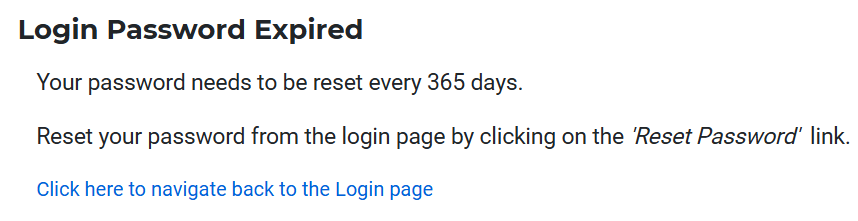 Login Password Expired
Your password needs to be reset every 365 days.
Reset your password from the login page by clicking on the 'Reset Password' link.
Click here to navigate back to the Login page